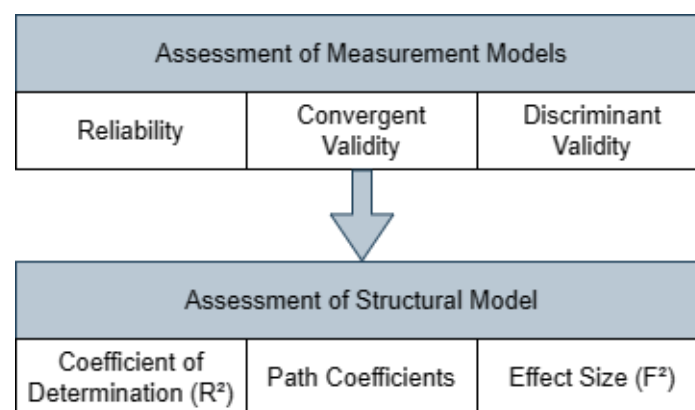 Assessment of Measurement Models
Reliability
Convergent
Validity
Discriminant
Validity
Assessment of Structural Model
Coefficient of
Determination (R²)
Path Coefficients
Effect Size (F²)